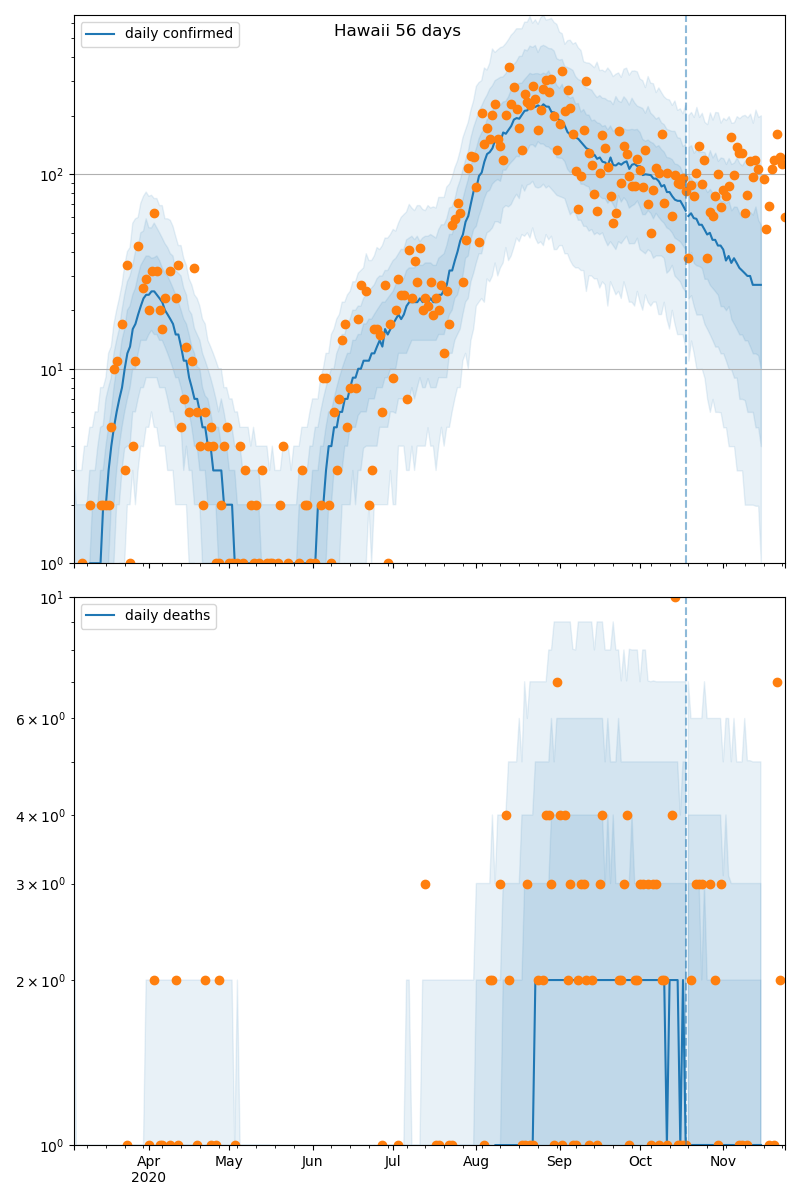 Hawaii 56 days
daily confirmed
10²
10¹
10⁰
daily deaths
10¹
6 × 10⁰
4 × 10⁰
3 × 10⁰
2 × 10⁰
10⁰
Apr May Jun Jul Aug Sep Oct Nov
2020